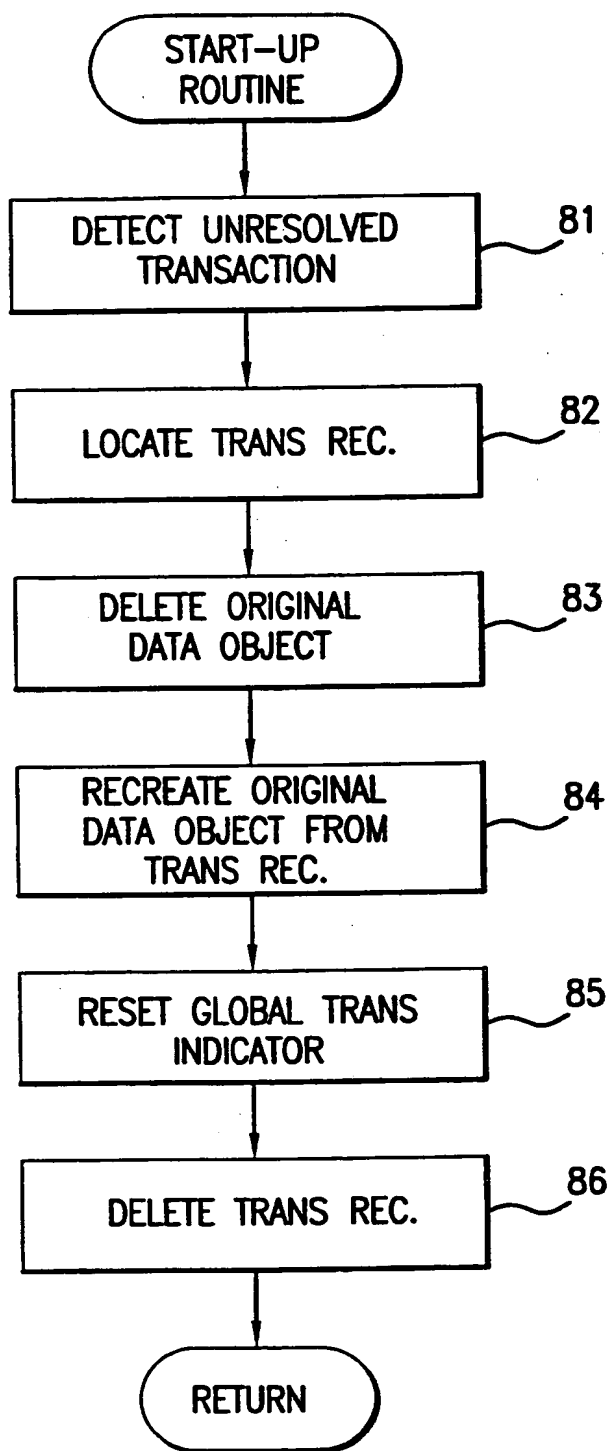 START-UP
ROUTINE
DETECT UNRESOLVED
TRANSACTION
81
LOCATE TRANS REC.
82
DELETE ORIGINAL
DATA OBJECT
83
RECREATE ORIGINAL
DATA OBJECT FROM
TRANS REC.
84
RESET GLOBAL TRANS
INDICATOR
85
DELETE TRANS REC.
86
RETURN